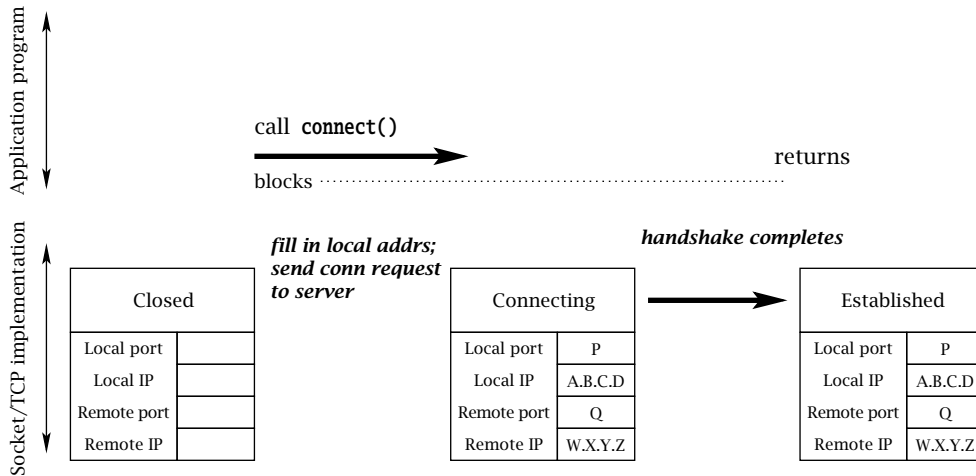 Application program
call connect()
returns
blocks
Socket/TCP implementation
fill in local addrs;
send conn request
to server
handshake completes
Closed
Local port
Local IP
Remote port
Remote IP
Connecting
Local port P
Local IP A.B.C.D
Remote port Q
Remote IP W.X.Y.Z
Established
Local port P
Local IP A.B.C.D
Remote port Q
Remote IP W.X.Y.Z